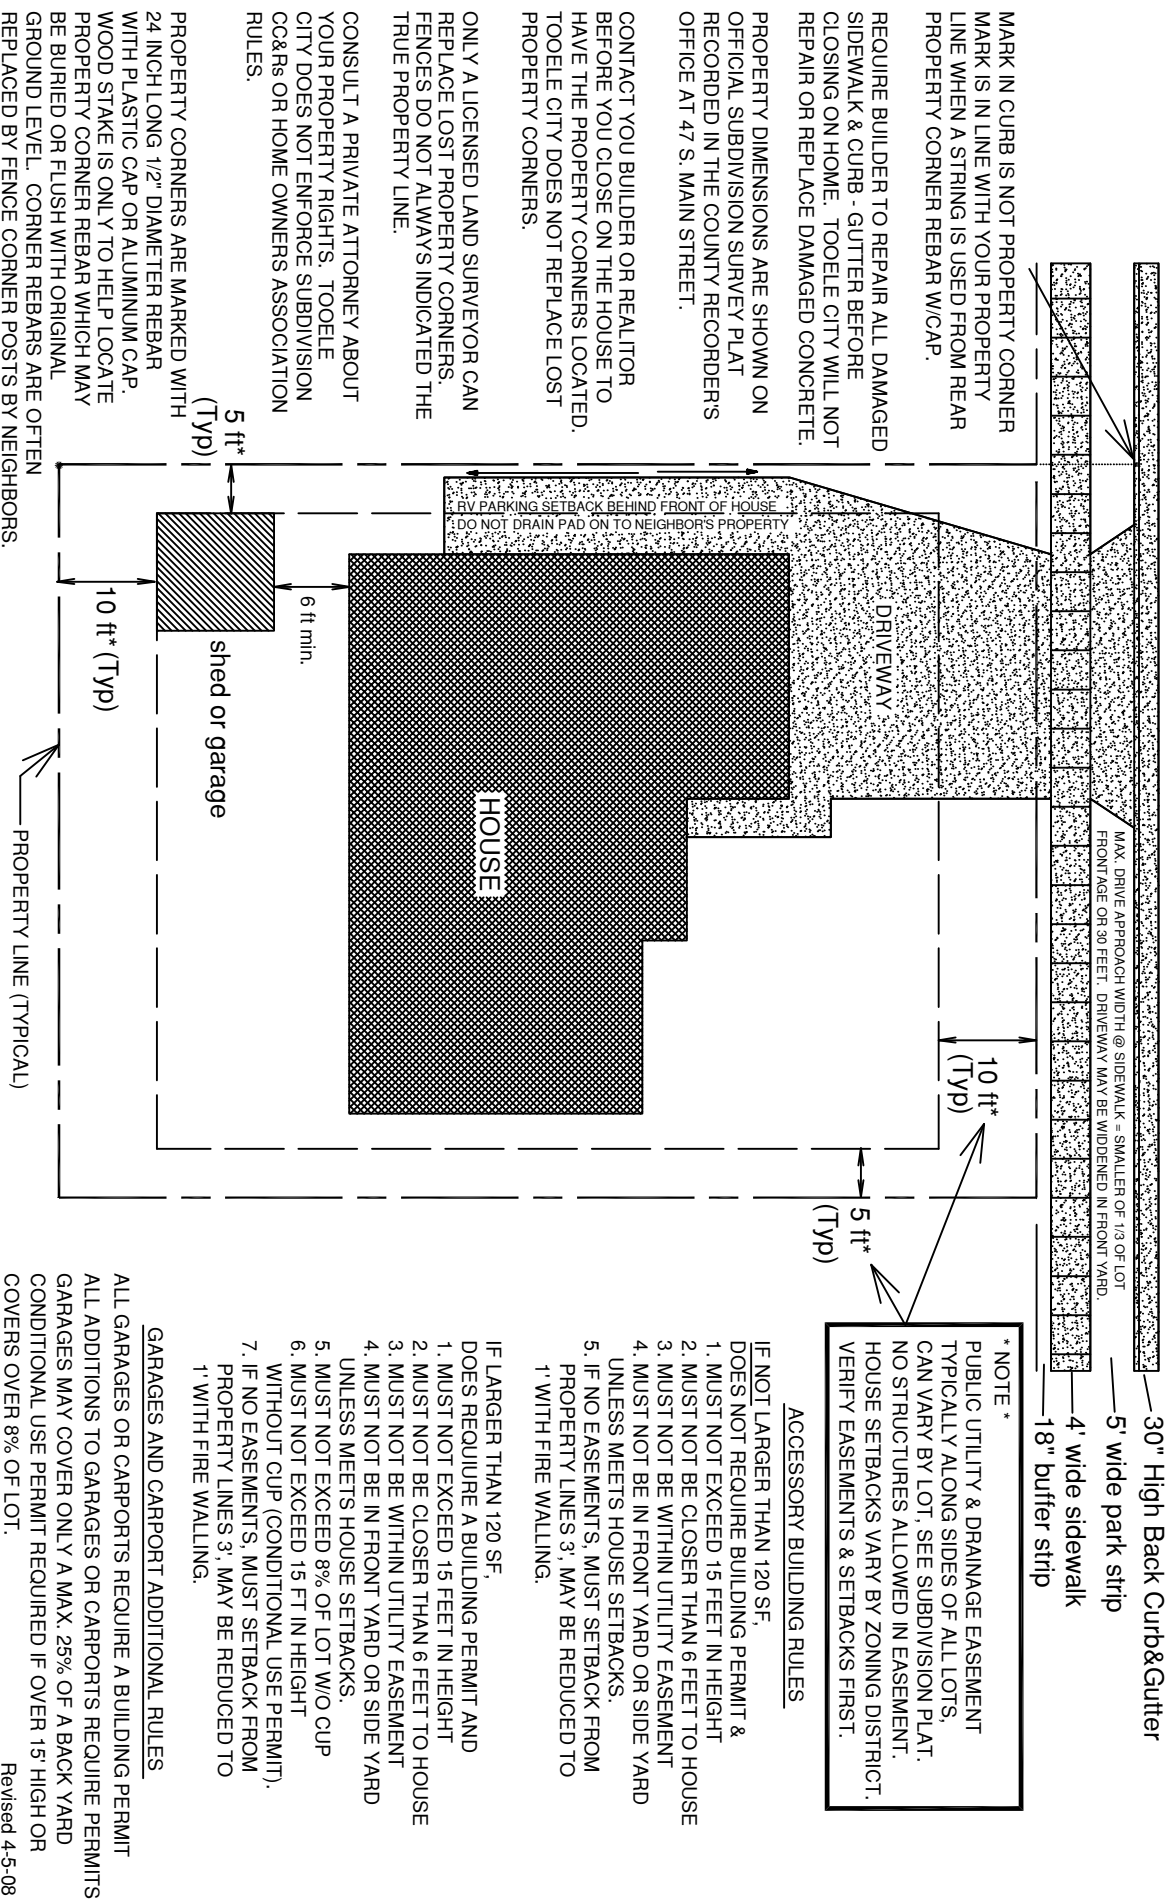 30" High Back Curb&Gutter
5' wide park strip
4' wide sidewalk
18" buffer strip
MAX. DRIVE APPROACH WIDTH @ SIDEWALK = SMALLER OF 1/3 OF LOT
FRONTAGE OR 30 FEET. DRIVEWAY MAY BE WIDDENED IN FRONT YARD.
MARK IN CURB IS NOT PROPERTY CORNER
MARK IS IN LINE WITH YOUR PROPERTY
LINE WHEN A STRING IS USED FROM REAR
PROPERTY CORNER REBAR W/CAP.
REQUIRE BUILDER TO REPAIR ALL DAMAGED
SIDEWALK & CURB - GUTTER BEFORE
CLOSING ON HOME. TOOELE CITY WILL NOT
REPAIR OR REPLACE DAMAGED CONCRETE.
PROPERTY DIMENSIONS ARE SHOWN ON
OFFICIAL SUBDIVISION SURVEY PLAT
RECORDED IN THE COUNTY RECORDER'S
OFFICE AT 47 S. MAIN STREET.
CONTACT YOU BUILDER OR REALITOR
BEFORE YOU CLOSE ON THE HOUSE TO
HAVE THE PROPERTY CORNERS LOCATED.
TOOELE CITY DOES NOT REPLACE LOST
PROPERTY CORNERS.
ONLY A LICENSED LAND SURVEYOR CAN
REPLACE LOST PROPERTY CORNERS.
FENCES DO NOT ALWAYS INDICATED THE
TRUE PROPERTY LINE.
CONSULT A PRIVATE ATTORNEY ABOUT
YOUR PROPERTY RIGHTS. TOOELE
CITY DOES NOT ENFORCE SUBDIVISION
CC&Rs OR HOME OWNERS ASSOCIATION
RULES.
PROPERTY CORNERS ARE MARKED WITH
24 INCH LONG 1/2" DIAMETER REBAR
WITH PLASTIC CAP OR ALUMINUM CAP.
WOOD STAKE IS ONLY TO HELP LOCATE
PROPERTY CORNER REBAR WHICH MAY
BE BURIED OR FLUSH WITH ORIGINAL
GROUND LEVEL. CORNER REBARS ARE OFTEN
REPLACED BY FENCE CORNER POSTS BY NEIGHBORS.
DRIVEWAY
RV PARKING SETBACK BEHIND FRONT OF HOUSE
DO NOT DRAIN PAD ON TO NEIGHBOR'S PROPERTY
HOUSE
10 ft*
(Typ)
5 ft*
(Typ)
6 ft min.
5 ft*
(Typ)
shed or garage
10 ft* (Typ)
PROPERTY LINE (TYPICAL)
* NOTE *
PUBLIC UTILITY & DRAINAGE EASEMENT
TYPICALLY ALONG SIDES OF ALL LOTS,
CAN VARY BY LOT, SEE SUBDIVISION PLAT.
NO STRUCTURES ALLOWED IN EASEMENT.
HOUSE SETBACKS VARY BY ZONING DISTRICT.
VERIFY EASEMENTS & SETBACKS FIRST.
ACCESSORY BUILDING RULES
IF NOT LARGER THAN 120 SF,
DOES NOT REQUIRE BUILDING PERMIT &
1. MUST NOT EXCEED 15 FEET IN HEIGHT
2. MUST NOT BE CLOSER THAN 6 FEET TO HOUSE
3. MUST NOT BE WITHIN UTILITY EASEMENT
4. MUST NOT BE IN FRONT YARD OR SIDE YARD
UNLESS MEETS HOUSE SETBACKS.
5. IF NO EASEMENTS, MUST SETBACK FROM
PROPERTY LINES 3', MAY BE REDUCED TO
1' WITH FIRE WALLING.
IF LARGER THAN 120 SF,
DOES REQUIURE A BUILDING PERMIT AND
1. MUST NOT EXCEED 15 FEET IN HEIGHT
2. MUST NOT BE CLOSER THAN 6 FEET TO HOUSE
3. MUST NOT BE WITHIN UTILITY EASEMENT
4. MUST NOT BE IN FRONT YARD OR SIDE YARD
UNLESS MEETS HOUSE SETBACKS.
5. MUST NOT EXCEED 8% OF LOT W/O CUP
6. MUST NOT EXCEED 15 FT IN HEIGHT
WITHOUT CUP (CONDITIONAL USE PERMIT).
7. IF NO EASEMENTS, MUST SETBACK FROM
PROPERTY LINES 3', MAY BE REDUCED TO
1' WITH FIRE WALLING.
GARAGES AND CARPORT ADDITIONAL RULES
ALL GARAGES OR CARPORTS REQUIRE A BUILDING PERMIT
ALL ADDITIONS TO GARAGES OR CARPORTS REQUIRE PERMITS
GARAGES MAY COVER ONLY A MAX. 25% OF A BACK YARD
CONDITIONAL USE PERMIT REQUIRED IF OVER 15' HIGH OR
COVERS OVER 8% OF LOT.
Revised 4-5-08